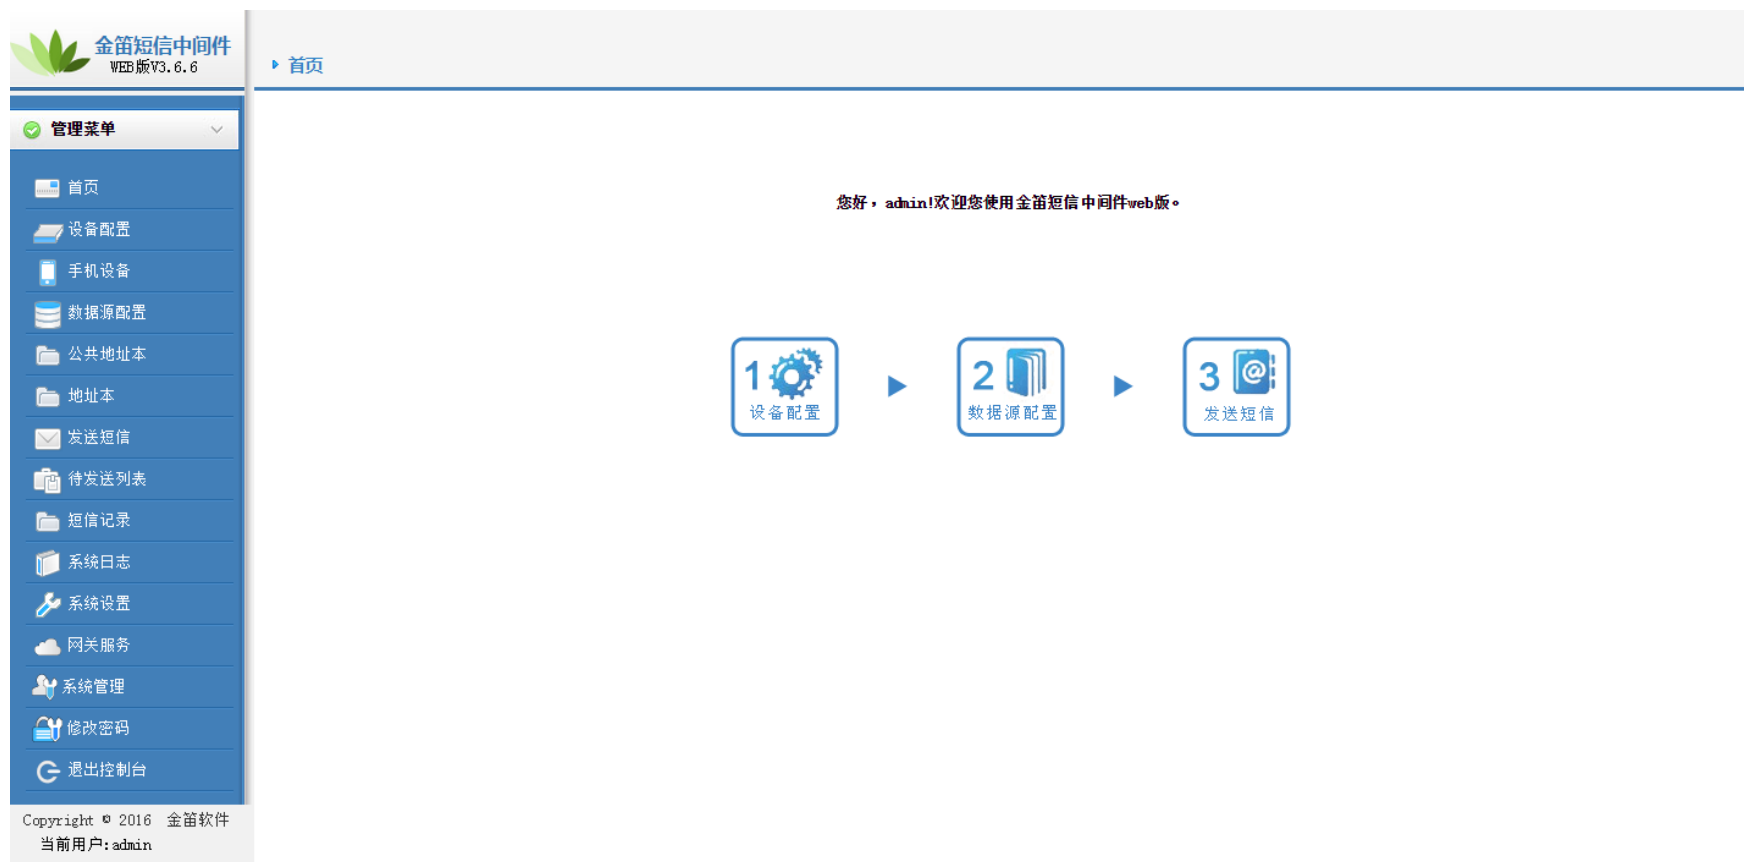 金笛短信中间件
WEB版V3.6.6
首页
管理菜单
首页
设备配置
手机设备
数据源配置
公共地址本
地址本
发送短信
待发送列表
短信记录
系统日志
系统设置
网关服务
系统管理
修改密码
退出控制台
Copyright © 2016 金笛软件
当前用户:admin
您好，admin!欢迎您使用金笛短信中间件web版。
1
设备配置
2
数据源配置
3
发送短信